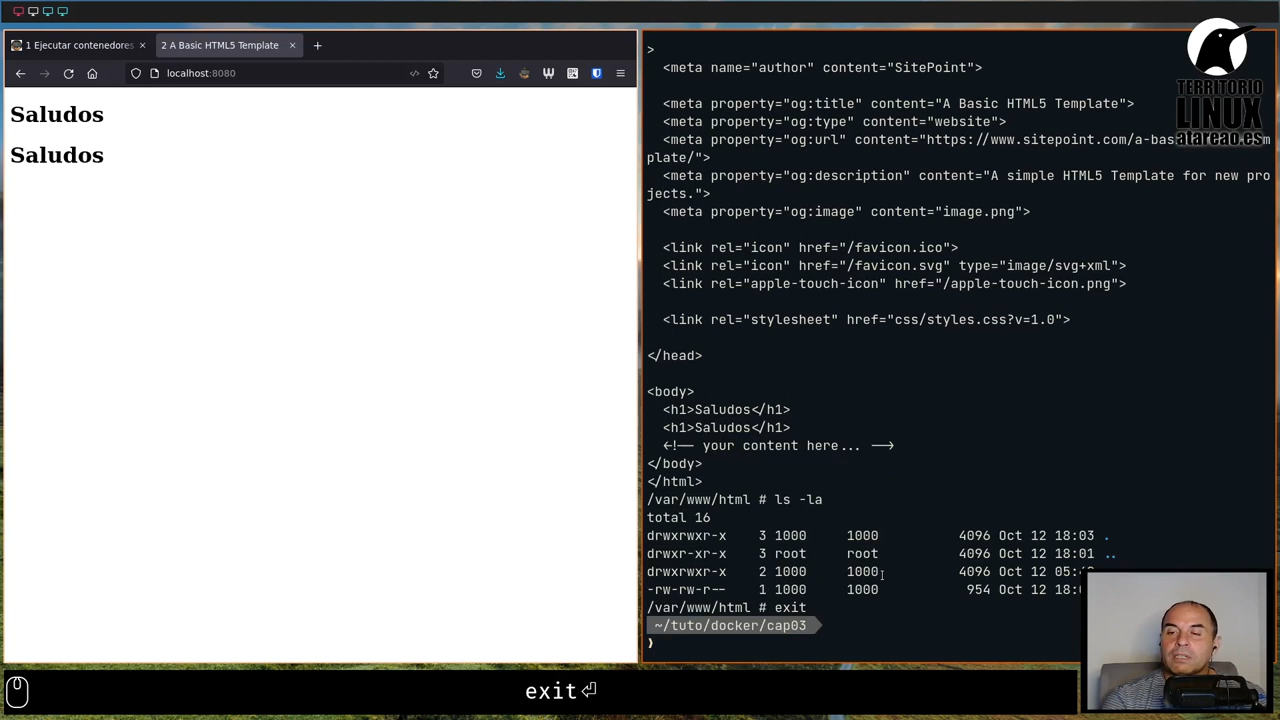 1 Ejecutar contenedores
2 A Basic HTML5 Template
localhost:8080
Saludos
Saludos
>
<meta name="author" content="SitePoint">
<meta property="og:title" content="A Basic HTML5 Template">
<meta property="og:type" content="website">
<meta property="og:url" content="https://www.sitepoint.com/a-bas
plate/">
<meta property="og:description" content="A simple HTML5 Template for new pro
jects.">
<meta property="og:image" content="image.png">
<link rel="icon" href="/favicon.ico">
<link rel="icon" href="/favicon.svg" type="image/svg+xml">
<link rel="apple-touch-icon" href="/apple-touch-icon.png">
<link rel="stylesheet" href="css/styles.css?v=1.0">
</head>
<body>
<h1>Saludos</h1>
<h1>Saludos</h1>
<!-- your content here... -->
</body>
</html>
/var/www/html # ls -la
total 16
drwxrwxr-x 3 1000 1000 4096 Oct 12 18:03 .
drwxr-xr-x 3 root root 4096 Oct 12 18:01 ..
drwxrwxr-x 2 1000 1000 4096 Oct 12
-rw-rw-r-- 1 1000 1000 954 Oct 12
/var/www/html # exit
~/tuto/docker/cap03
❯
TERRITORIO
LINUX
atareao.es
exit⏎